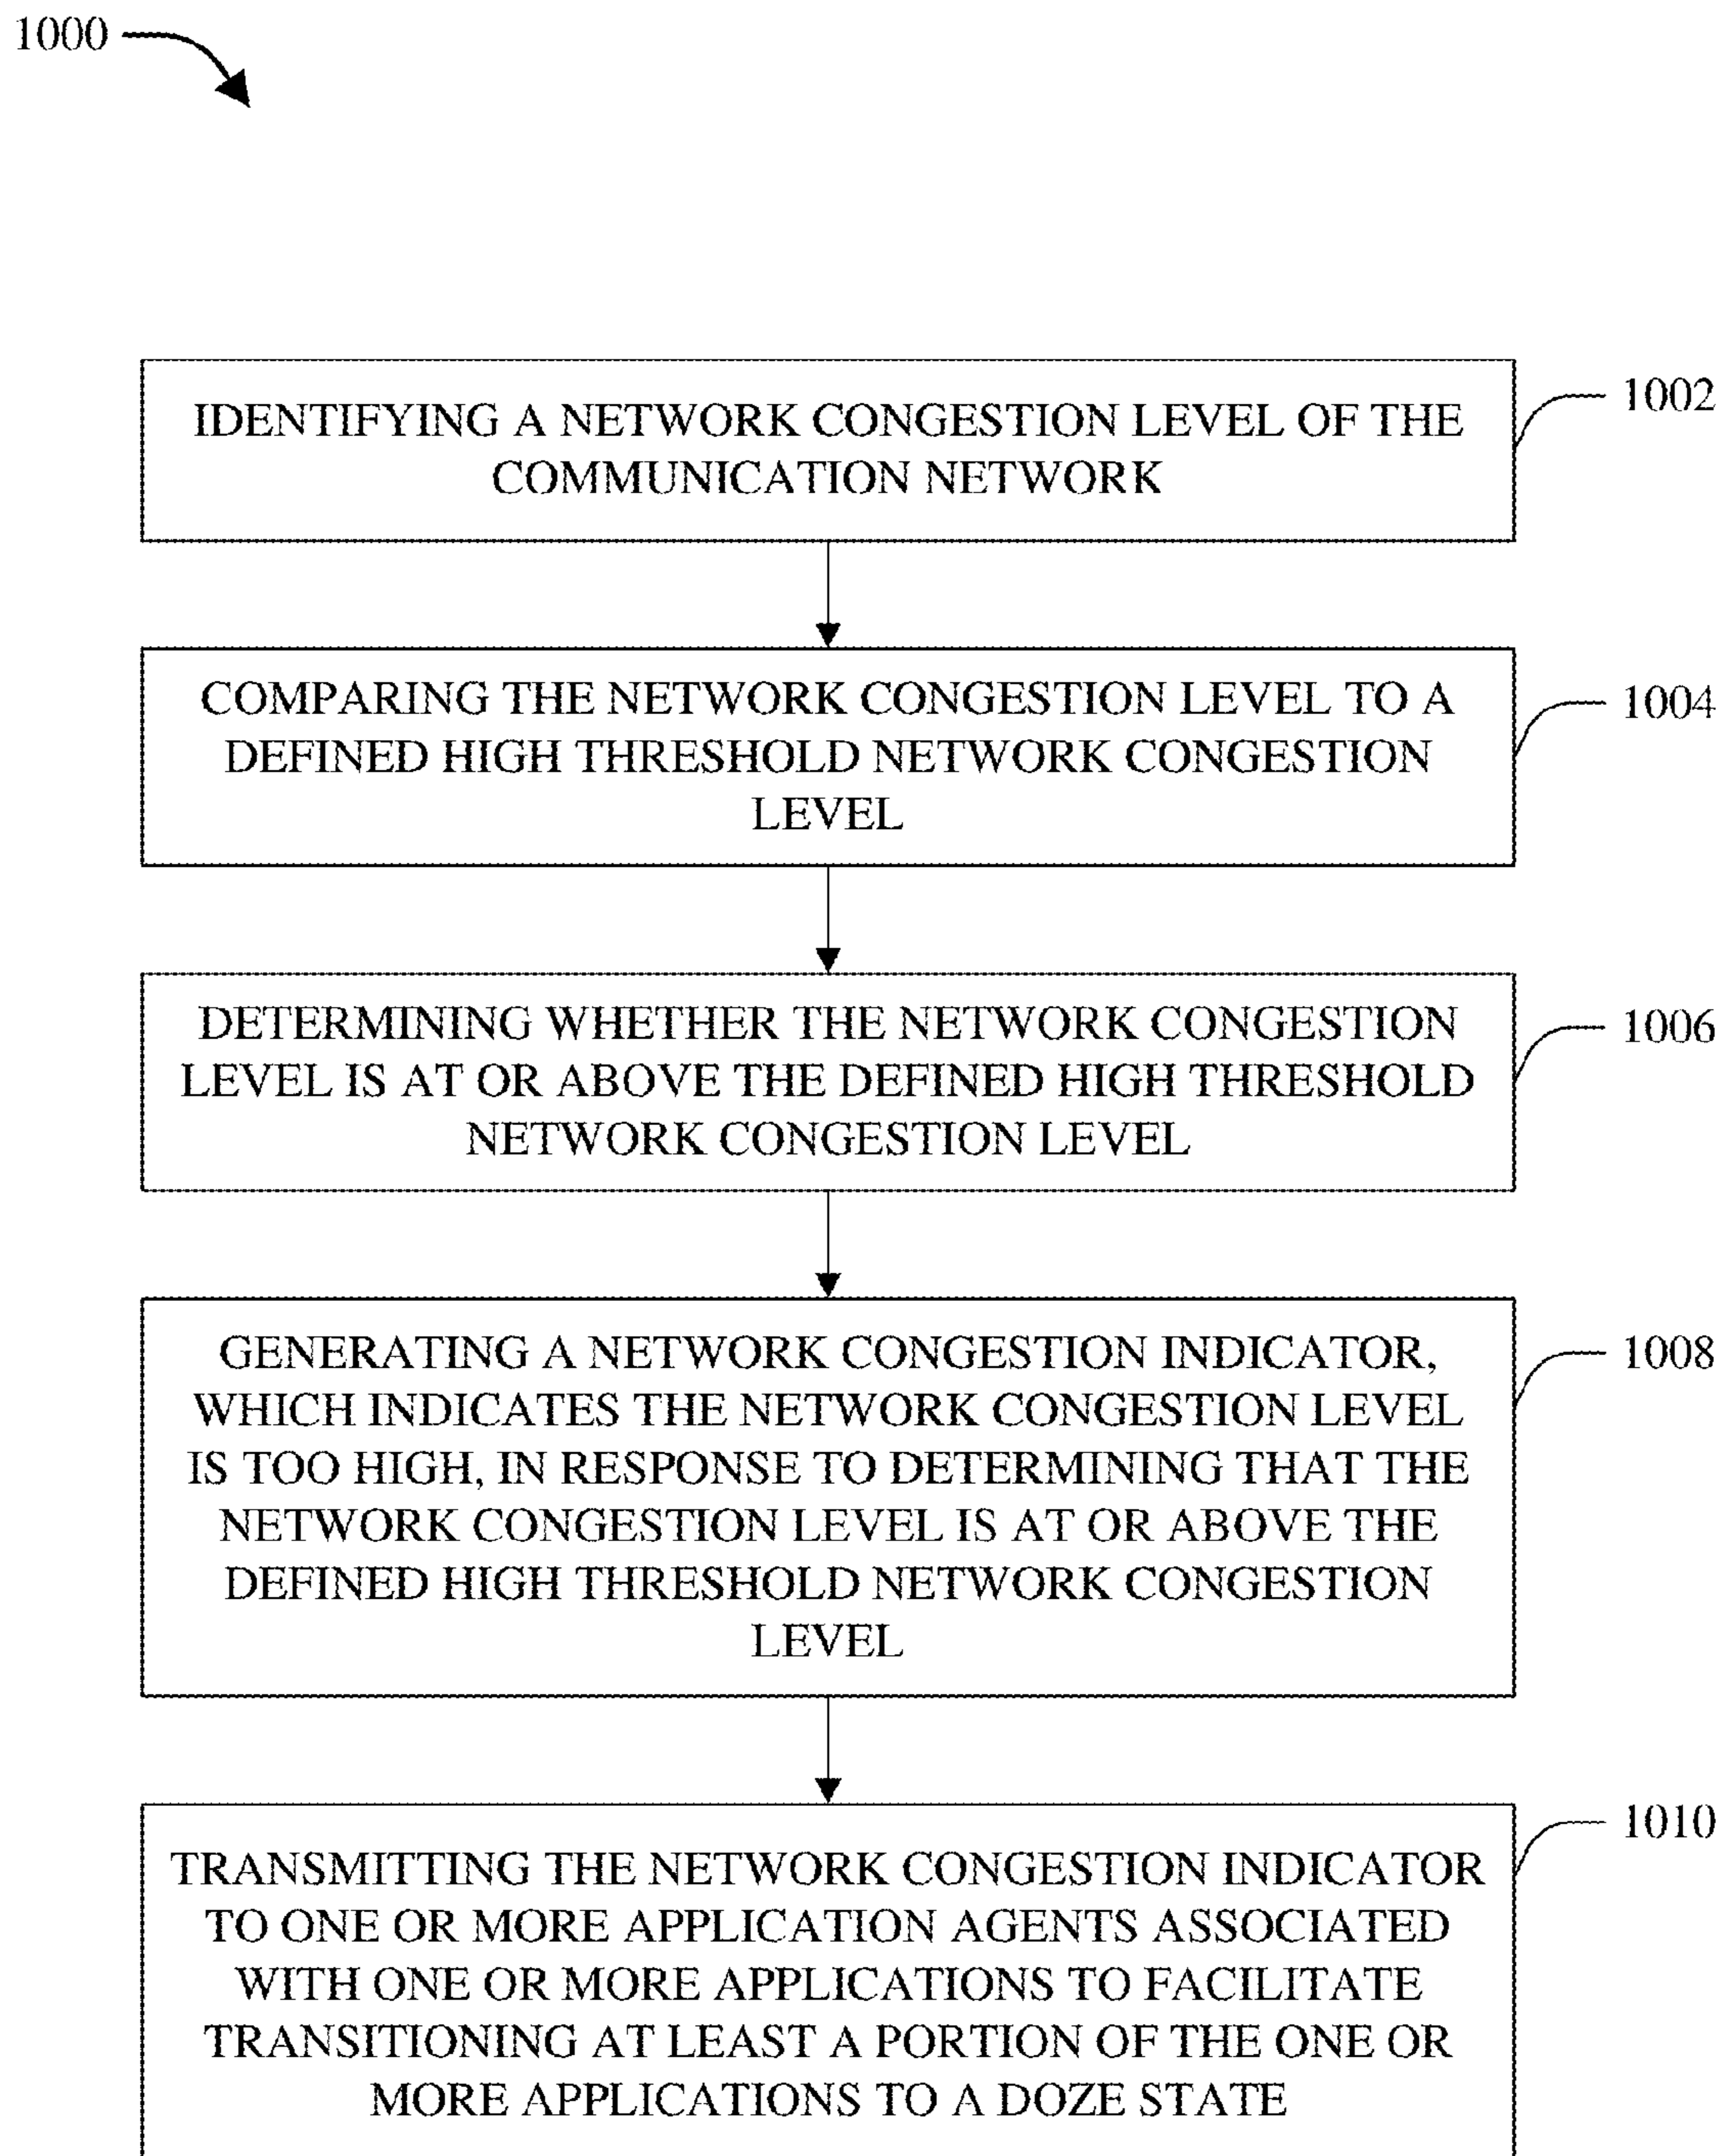 1000
IDENTIFYING A NETWORK CONGESTION LEVEL OF THE
COMMUNICATION NETWORK
1002
COMPARING THE NETWORK CONGESTION LEVEL TO A
DEFINED HIGH THRESHOLD NETWORK CONGESTION
LEVEL
1004
DETERMINING WHETHER THE NETWORK CONGESTION
LEVEL IS AT OR ABOVE THE DEFINED HIGH THRESHOLD
NETWORK CONGESTION LEVEL
1006
GENERATING A NETWORK CONGESTION INDICATOR,
WHICH INDICATES THE NETWORK CONGESTION LEVEL
IS TOO HIGH, IN RESPONSE TO DETERMINING THAT THE
NETWORK CONGESTION LEVEL IS AT OR ABOVE THE
DEFINED HIGH THRESHOLD NETWORK CONGESTION
LEVEL
1008
TRANSMITTING THE NETWORK CONGESTION INDICATOR
TO ONE OR MORE APPLICATION AGENTS ASSOCIATED
WITH ONE OR MORE APPLICATIONS TO FACILITATE
TRANSITIONING AT LEAST A PORTION OF THE ONE OR
MORE APPLICATIONS TO A DOZE STATE
1010